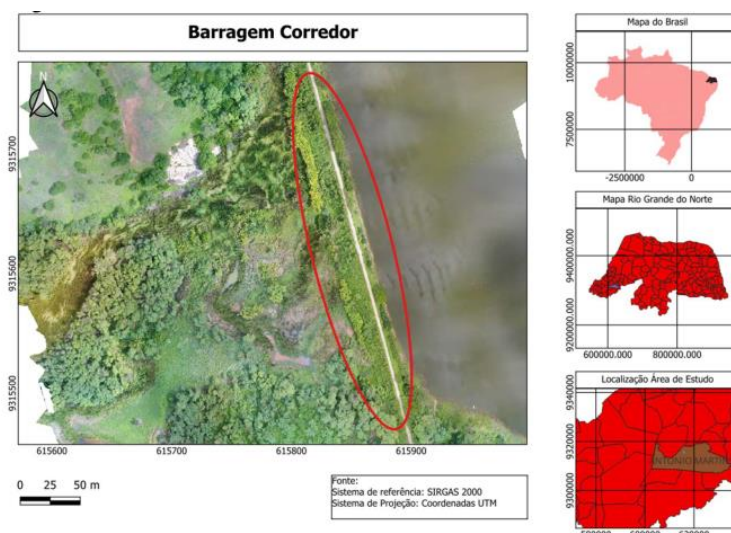 Barragem Corredor
N
9315700
9315600
9315500
615600
615700
615800
615900
0 25 50 m
Fonte:
Sistema de referência: SIRGAS 2000
Sistema de Projeção: Coordenadas UTM
Mapa do Brasil
10000000
7500000
-2500000
0
Mapa Rio Grande do Norte
9400000.000
9200000.000
600000.000
800000.000
Localização Área de Estudo
9340000
9320000
9300000